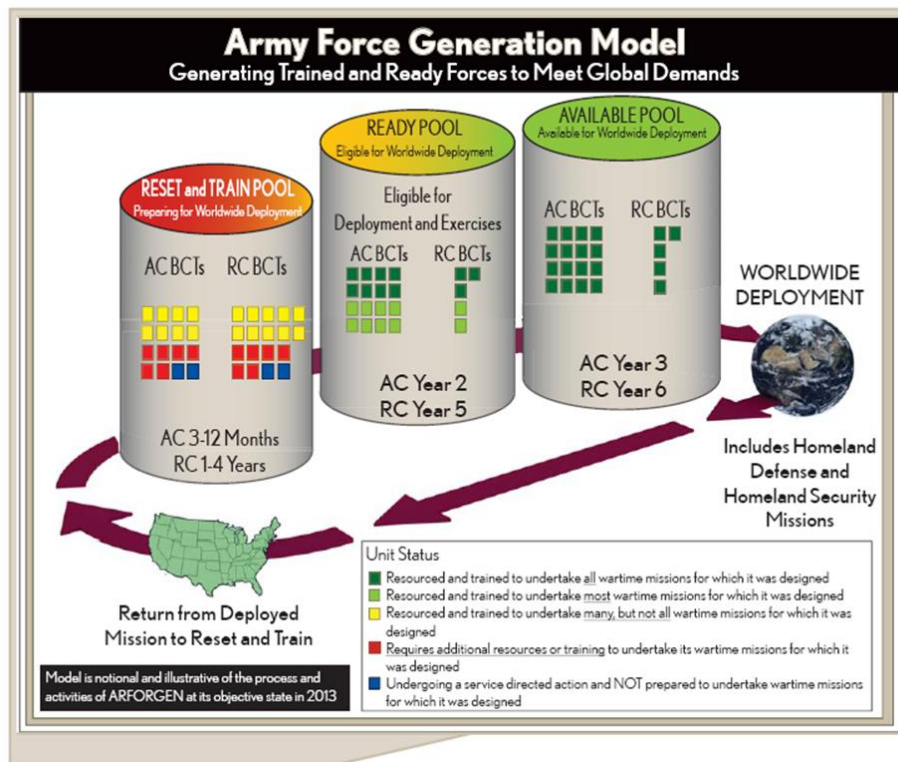 Army Force Generation Model
Generating Trained and Ready Forces to Meet Global Demands
RESET and TRAIN POOL
Preparing for Worldwide Deployment
AC BCTs
RC BCTs
AC 3-12 Months
RC 1-4 Years
READY POOL
Eligible for Worldwide Deployment
Eligible for
Deployment and Exercises
AC BCTs
RC BCTs
AC Year 2
RC Year 5
AVAILABLE POOL
Available for Worldwide Deployment
AC BCTs
RC BCTs
AC Year 3
RC Year 6
WORLDWIDE
DEPLOYMENT
Includes Homeland
Defense and
Homeland Security
Missions
Return from Deployed
Mission to Reset and Train
Unit Status
Resourced and trained to undertake all wartime missions for which it was designed
Resourced and trained to undertake most wartime missions for which it was designed
Resourced and trained to undertake many, but not all wartime missions for which it was
designed
Requires additional resources or training to undertake its wartime missions for which it
was designed
Undergoing a service directed action and NOT prepared to undertake wartime missions
for which it was designed
Model is notional and illustrative of the process and
activities of ARFORGEN at its objective state in 2013